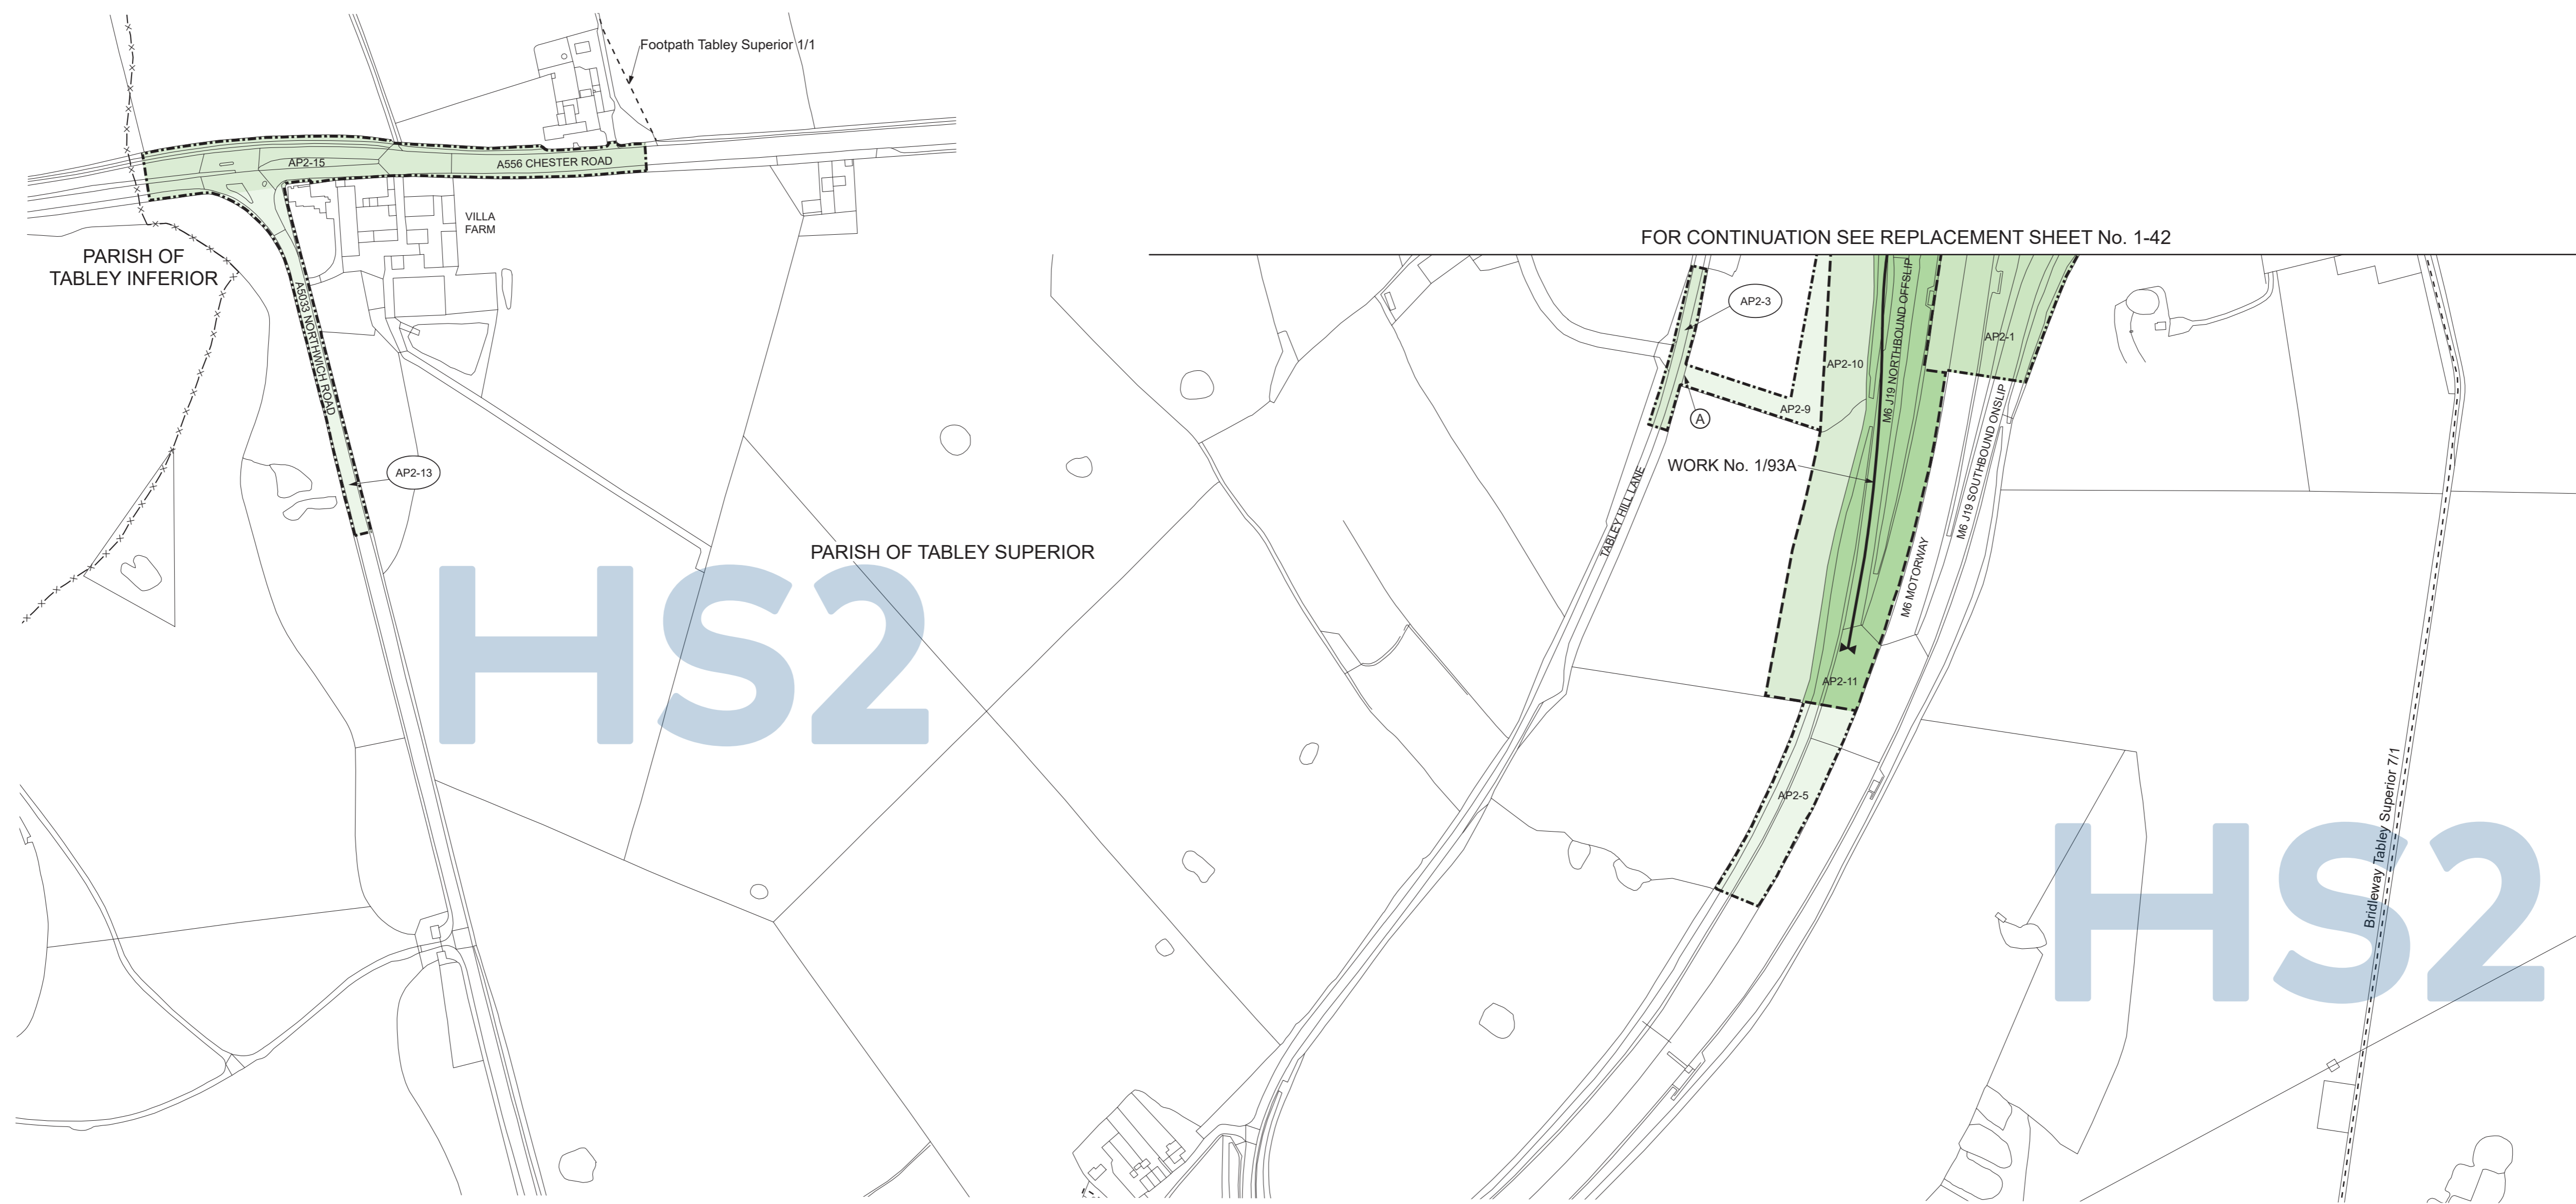 Footpath Tabley Superior 1/1
AP2-15
A556 CHESTER ROAD
VILLA
FARM
PARISH OF
TABLEY INFERIOR
A5033 NORTHWICH ROAD
AP2-13
PARISH OF TABLEY SUPERIOR
HS2
FOR CONTINUATION SEE REPLACEMENT SHEET No. 1-42
AP2-3
AP2-10
M6 J19 NORTHBOUND OFFSLIP
AP2-1
AP2-9
A
WORK No. 1/93A
TABLEY HILL LANE
M6 J19 SOUTHBOUND ONSLIP
M6 MOTORWAY
AP2-11
AP2-5
Bridleway Tabley Superior 7/1
HS2